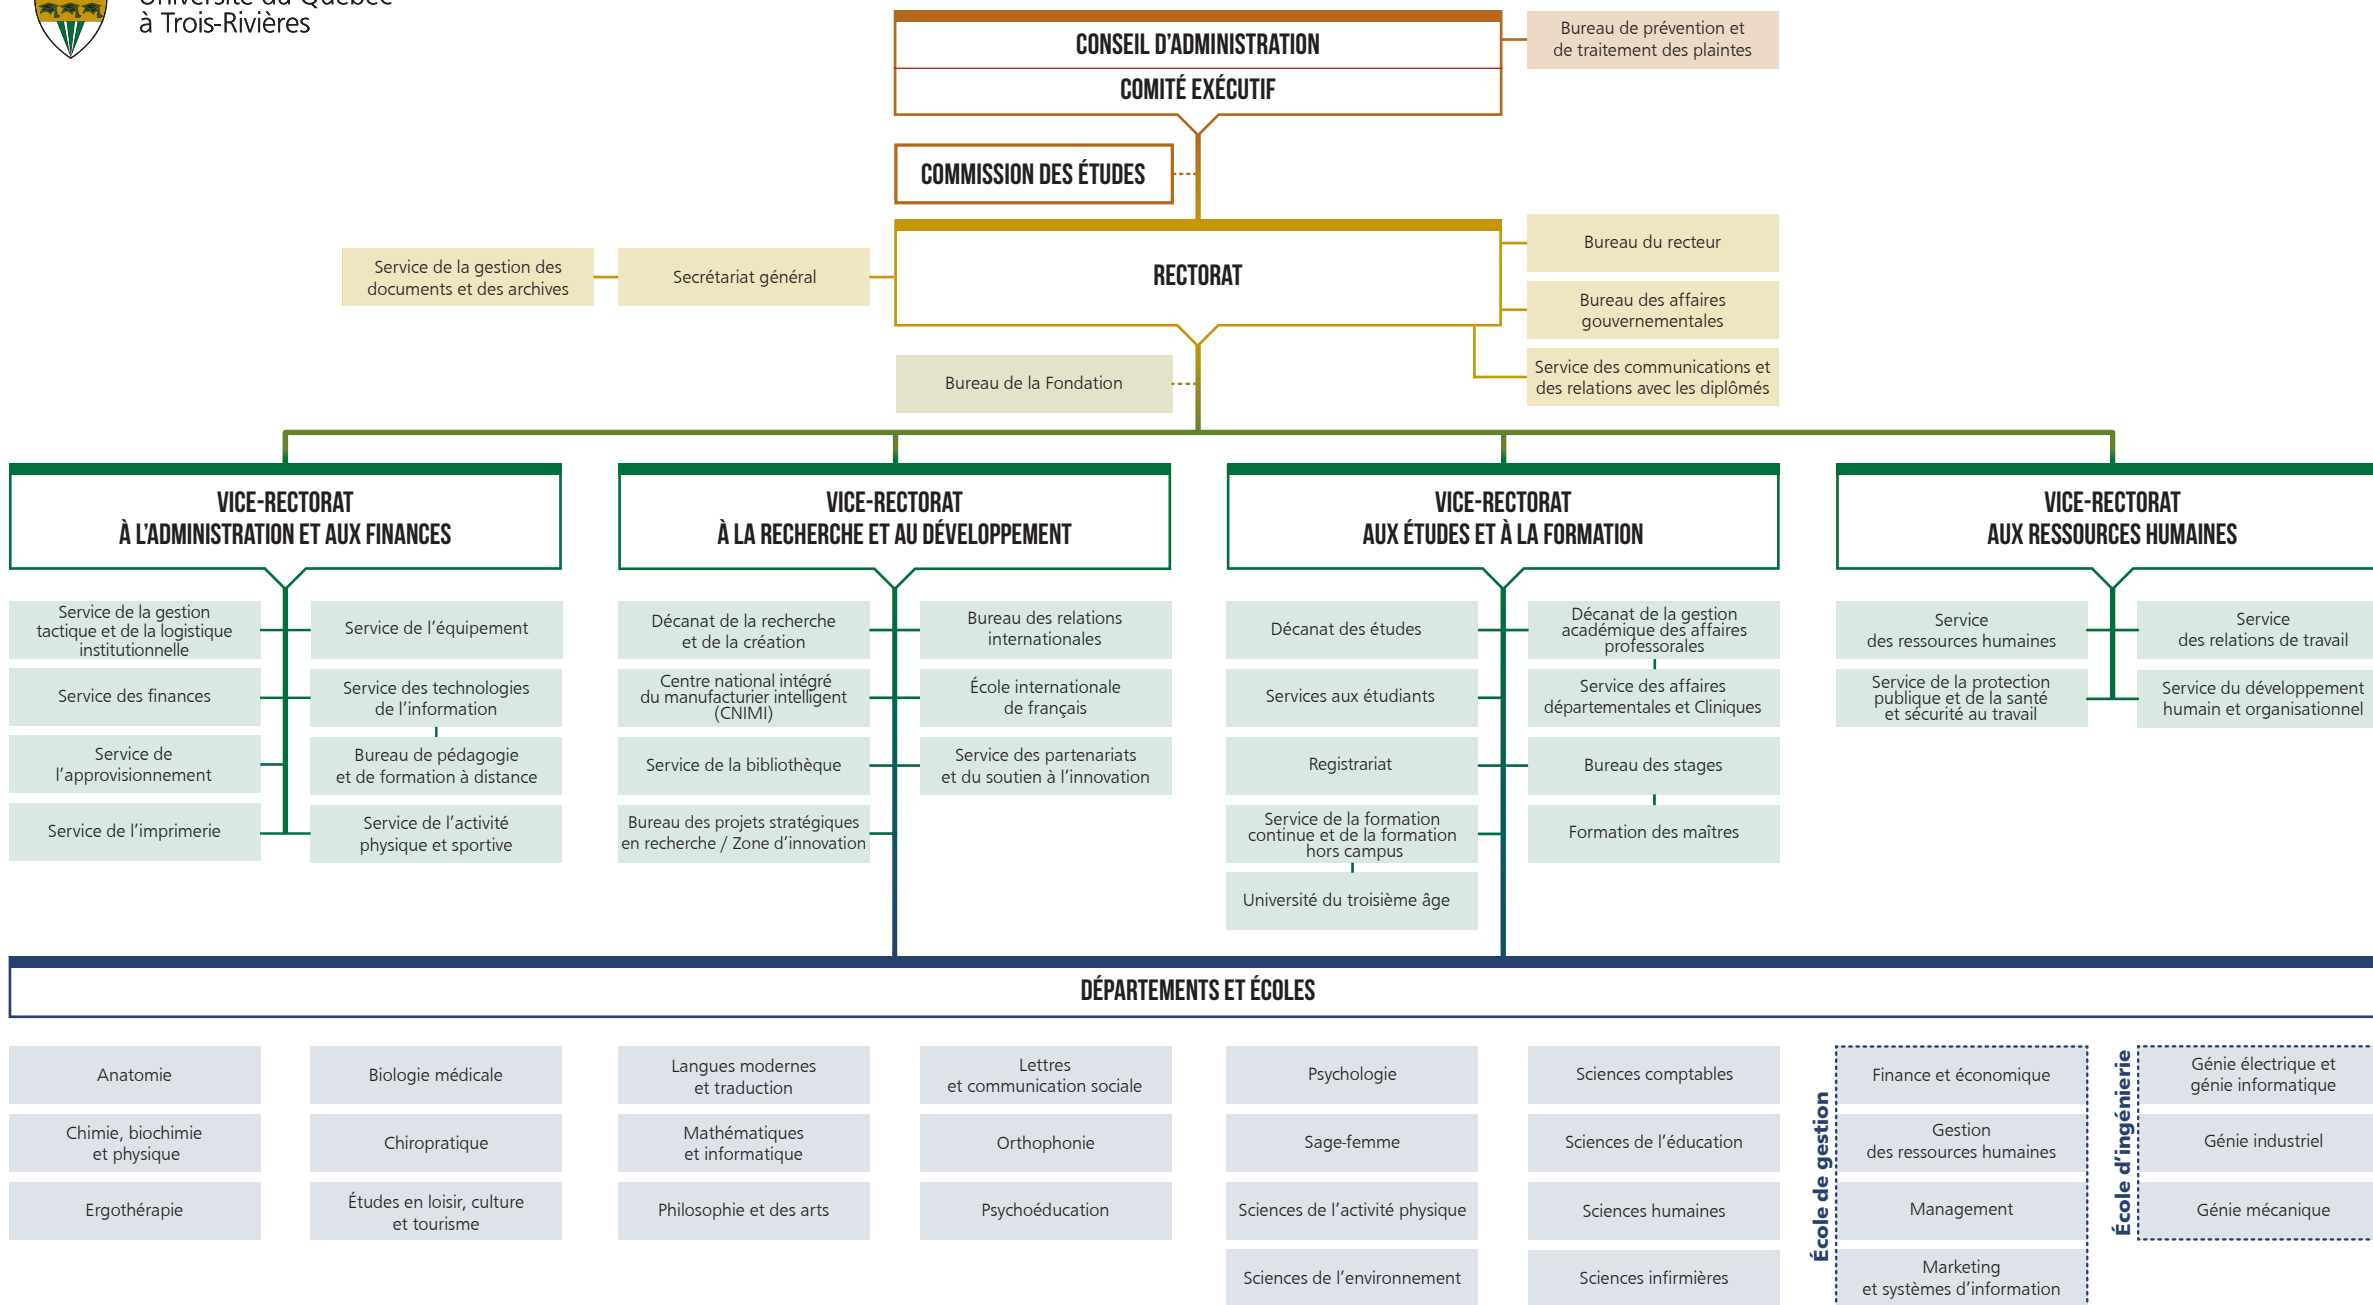 Université du Québec
à Trois-Rivières
CONSEIL D'ADMINISTRATION
COMITÉ EXÉCUTIF
Bureau de prévention et
de traitement des plaintes
COMMISSION DES ÉTUDES
RECTORAT
Service de la gestion des
documents et des archives
Secrétariat général
Bureau du recteur
Bureau des affaires
gouvernementales
Service des communications et
des relations avec les diplômés
Bureau de la Fondation
VICE-RECTORAT
À L'ADMINISTRATION ET AUX FINANCES
VICE-RECTORAT
À LA RECHERCHE ET AU DÉVELOPPEMENT
VICE-RECTORAT
AUX ÉTUDES ET À LA FORMATION
VICE-RECTORAT
AUX RESSOURCES HUMAINES
Service de la gestion
tactique et de la logistique
institutionnelle
Service de l'équipement
Service des finances
Service des technologies
de l'information
Service de
l'approvisionnement
Bureau de pédagogie
et de formation à distance
Service de l'imprimerie
Service de l'activité
physique et sportive
Décanat de la recherche
et de la création
Bureau des relations
internationales
Centre national intégré
du manufacturier intelligent
(CNIMI)
École internationale
de français
Service de la bibliothèque
Service des partenariats
et du soutien à l'innovation
Bureau des projets stratégiques
en recherche / Zone d'innovation
Décanat des études
Décanat de la gestion
académique des affaires
professorales
Services aux étudiants
Service des affaires
départementales et Cliniques
Registrariat
Bureau des stages
Service de la formation
continue et de la formation
hors campus
Formation des maîtres
Université du troisième âge
Service
des ressources humaines
Service
des relations de travail
Service de la protection
publique et de la santé
et sécurité au travail
Service du développement
humain et organisationnel
DÉPARTEMENTS ET ÉCOLES
Anatomie
Biologie médicale
Langues modernes
et traduction
Lettres
et communication sociale
Psychologie
Sciences comptables
Chimie, biochimie
et physique
Chiropratique
Mathématiques
et informatique
Orthophonie
Sage-femme
Sciences de l'éducation
Ergothérapie
Études en loisir, culture
et tourisme
Philosophie et des arts
Psychoéducation
Sciences de l'activité physique
Sciences humaines
Sciences de l'environnement
Sciences infirmières
École de gestion
Finance et économique
Gestion
des ressources humaines
Management
Marketing
et systèmes d'information
École d'ingénierie
Génie électrique et
génie informatique
Génie industriel
Génie mécanique